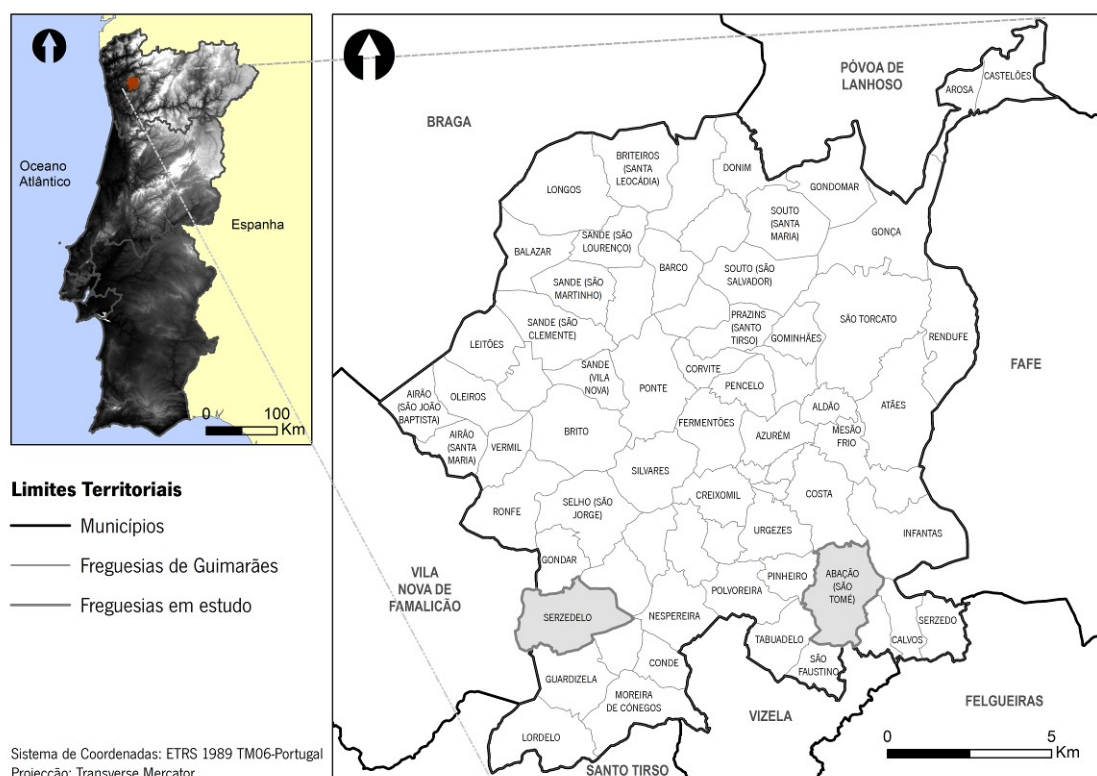 Oceano
Atlântico
Espanha
0 100
Km
Limites Territoriais
Municípios
Freguesias de Guimarães
Freguesias em estudo
Sistema de Coordenadas: ETRS 1989 TM06-Portugal
Projecção: Transverse Mercator
BRAGA
PÓVOA DE
LANHOSO
AROSA
CASTELÕES
BRITEIROS
(SANTA
LEOCÁDIA)
DONIM
LONGOS
GONDOMAR
SOUTO
(SANTA
MARIA)
GONÇA
SANDE (SÃO
LOURENÇO)
BALAZAR
BARCO
SOUTO (SÃO
SALVADOR)
SANDE (SÃO
MARTINHO)
SÃO TORCATO
PRAZINS
(SANTO
TIRSO)
GOMINHÃES
RENDUFE
SANDE (SÃO
CLEMENTE)
LEITÕES
FAFE
SANDE
(VILA
NOVA)
PONTE
CORVITE
PENCELO
AIRÃO
(SÃO JOÃO
BAPTISTA)
OLEIROS
ALDÃO
ATÃES
FERMENTÕES
BRITO
AZURÉM
MESÃO
FRIO
AIRÃO
(SANTA
MARIA)
VERMIL
SILVARES
CREIXOMIL
COSTA
RONFE
SELHO (SÃO
JORGE)
URGEZES
INFANTAS
GONDAR
VILA
NOVA DE
FAMALICÃO
PINHEIRO
ABAÇÃO
(SÃO
TOMÉ)
POLVOREIRA
SERZEDELO
NESPEREIRA
SERZEDO
CALVOS
TABUADELO
SÃO
FAUSTINO
CONDE
GUARDIZELA
MOREIRA
DE CÓNEGOS
FELGUEIRAS
VIZELA
LORDELO
SANTO TIRSO
0 5
Km